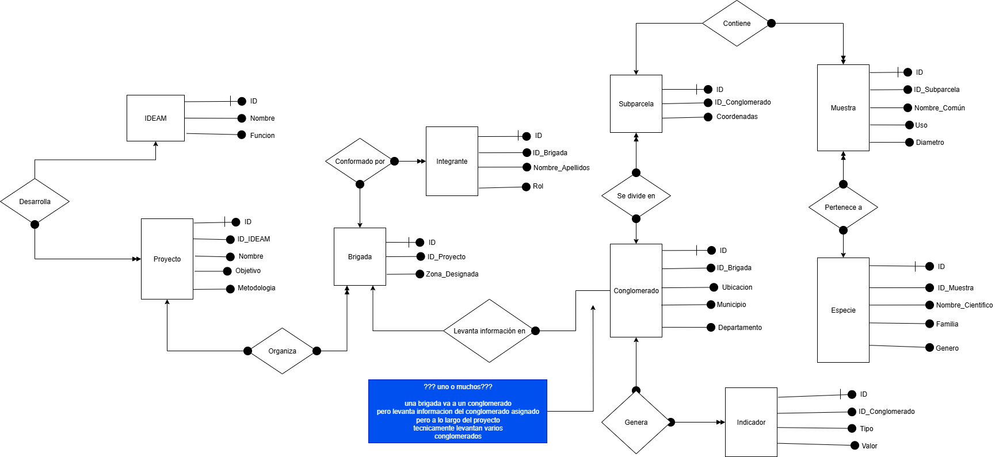 Contiene
Subparcela
ID
ID_Conglomerado
Coordenadas
Muestra
ID
ID_Subparcela
Nombre_Común
Uso
Diametro
IDEAM
ID
Nombre
Funcion
Conformado por
Integrante
ID
ID_Brigada
Nombre_Apellidos
Rol
Desarrolla
Se divide en
Pertenece a
Proyecto
ID
ID_IDEAM
Nombre
Objetivo
Metodologia
Brigada
ID
ID_Proyecto
Zona_Designada
Conglomerado
ID
ID_Brigada
Ubicacion
Municipio
Departamento
Especie
ID
ID_Muestra
Nombre_Cientifico
Familia
Genero
Organiza
Levanta información en
??? uno o muchos???
una brigada va a un conglomerado
pero levanta informacion del conglomerado asignado
pero a lo largo del proyecto
tecnicamente levantan varios
conglomerados
Genera
Indicador
ID
ID_Conglomerado
Tipo
Valor